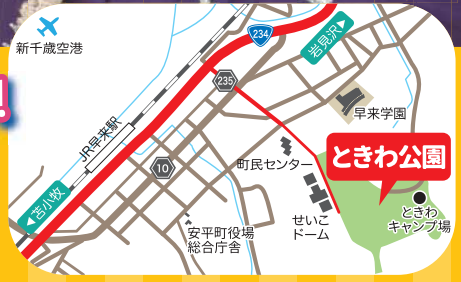 新千歳空港
234
岩見沢
235
早来学園
JR早来駅
ときわ公園
町民センター
10
苫小牧
せいこ
ドーム
ときわ
キャンプ場
安平町役場
総合庁舎
!